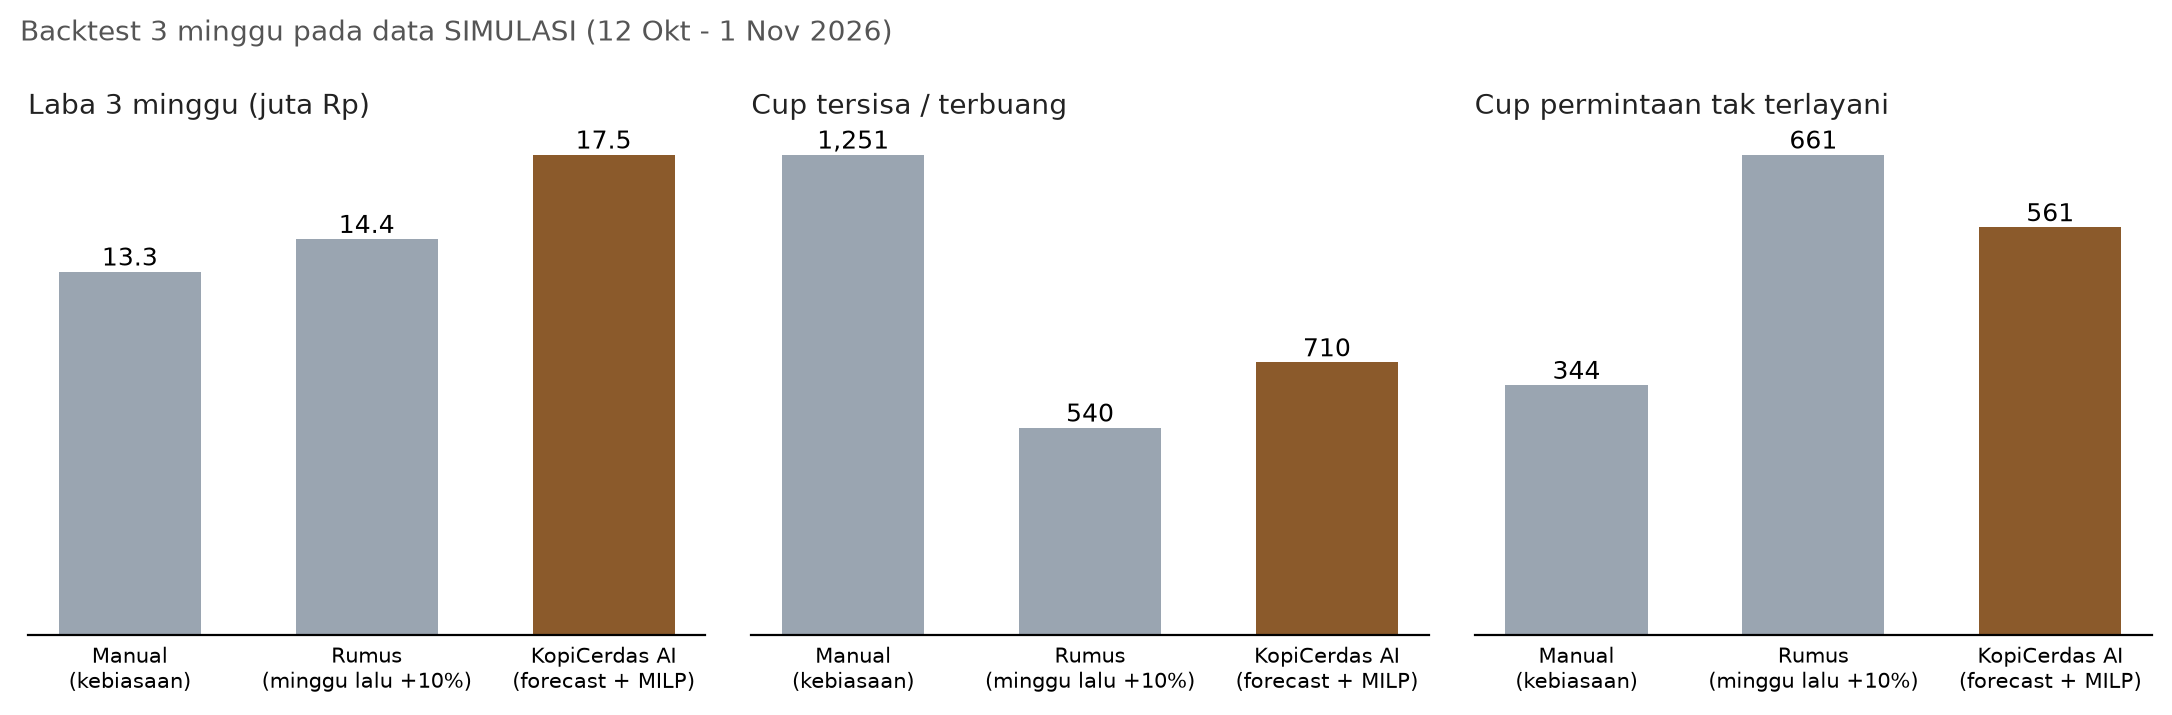 Backtest 3 minggu pada data SIMULASI (12 Okt - 1 Nov 2026)
Laba 3 minggu (juta Rp)
13.3
14.4
17.5
Manual
(kebiasaan)
Rumus
(minggu lalu +10%)
KopiCerdas AI
(forecast + MILP)
Cup tersisa / terbuang
1,251
540
710
Manual
(kebiasaan)
Rumus
(minggu lalu +10%)
KopiCerdas AI
(forecast + MILP)
Cup permintaan tak terlayani
344
661
561
Manual
(kebiasaan)
Rumus
(minggu lalu +10%)
KopiCerdas AI
(forecast + MILP)